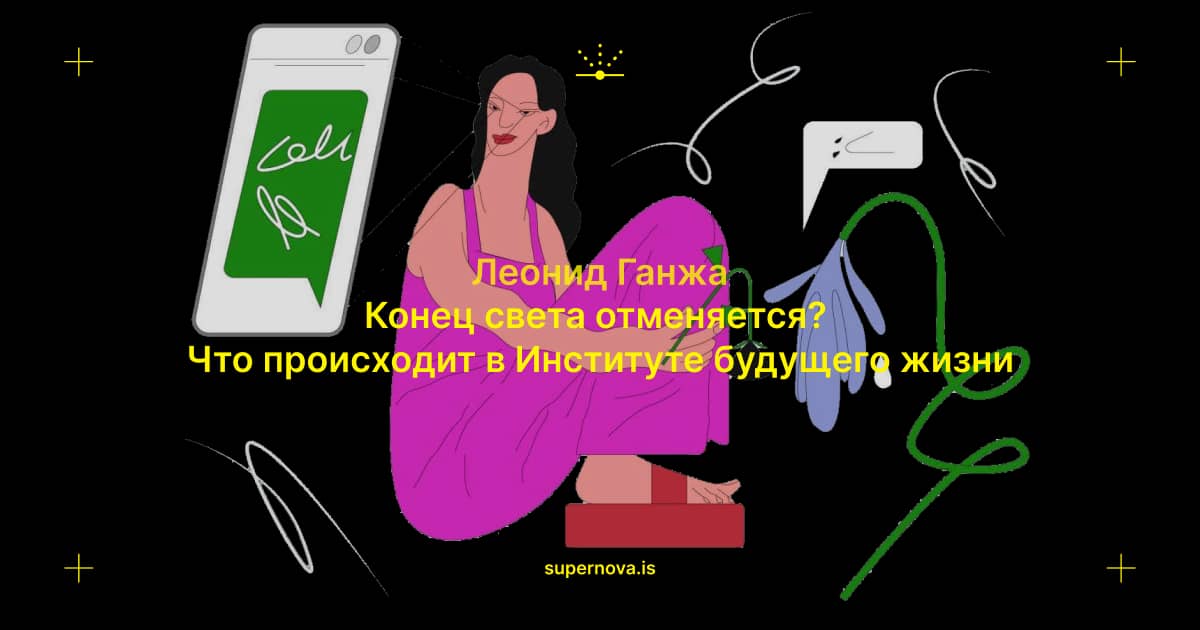 Леонид Ганжа
Конец света отменяется?
Что происходит в Институте будущего жизни
supernova.is